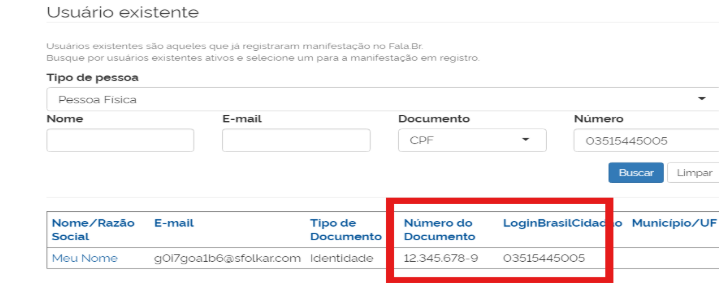 Usuário existente
Usuários existentes são aqueles que já registraram manifestação no Fala.Br.
Busque por usuários existentes ativos e selecione um para a manifestação em registro.
Tipo de pessoa
Pessoa Física
Nome E-mail Documento Número
CPF 03515445005
Buscar Limpar
Nome/Razão E-mail Tipo de Número do LoginBrasilCidadão Município/UF
Social Documento Documento
Meu Nome g0i7goa1b6@sfolkar.com Identidade 12.345.678-9 03515445005